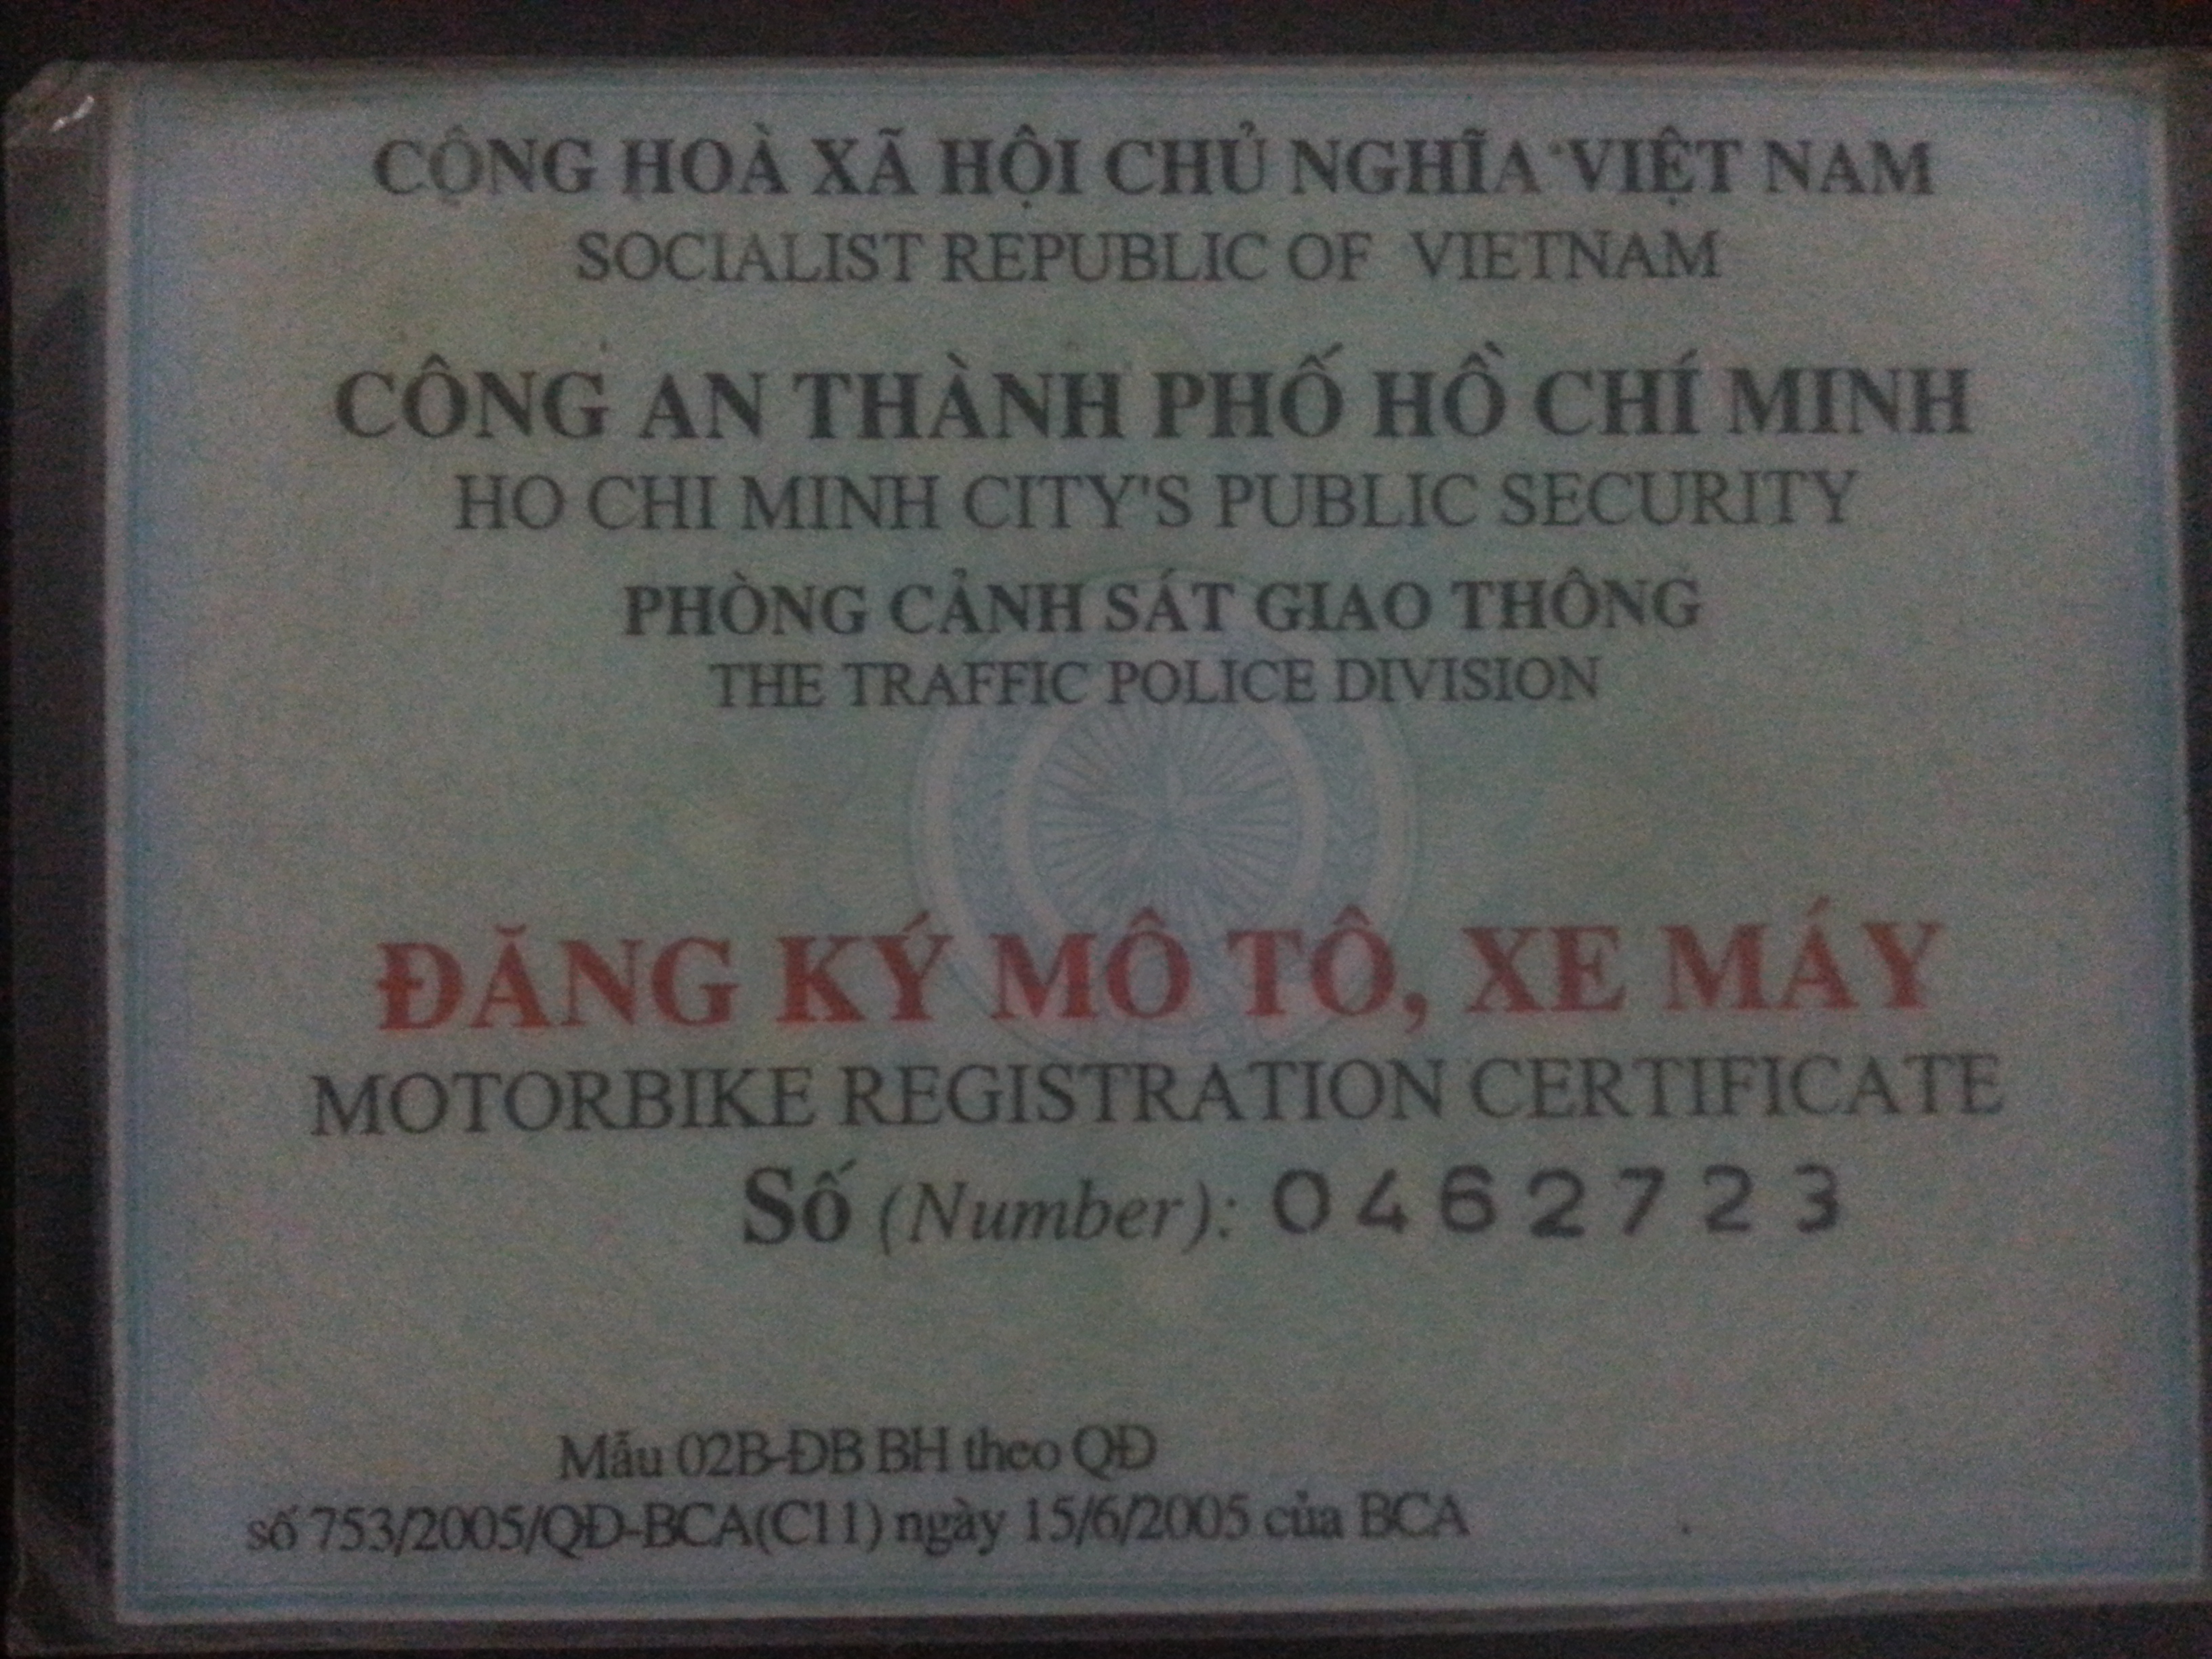 CỘNG HOÀ XÃ HỘI CHỦ NGHĨA VIỆT NAM
SOCIALIST REPUBLIC OF VIETNAM
CÔNG AN THÀNH PHỐ HỒ CHÍ MINH
HO CHI MINH CITY'S PUBLIC SECURITY
PHÒNG CẢNH SÁT GIAO THÔNG
THE TRAFFIC POLICE DIVISION
ĐĂNG KÝ MÔ TÔ, XE MÁY
MOTORBIKE REGISTRATION CERTIFICATE
Số (Number): 0462723
Mẫu 02B-ĐB BH theo QĐ
số 753/2005/QĐ-BCA(C11) ngày 15/6/2005 của BCA